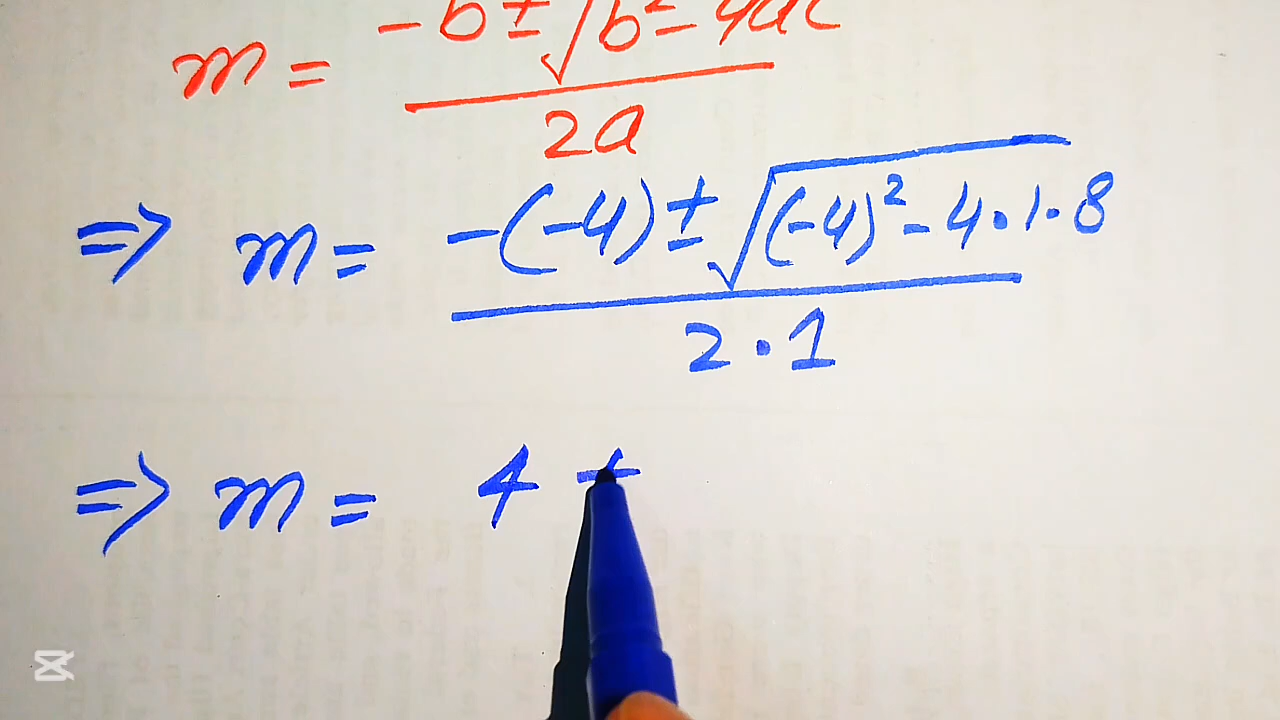 m = -b ± √b² - 4ac / 2a
⇒ m = -(-4) ± √(-4)² - 4·1·8 / 2·1
⇒ m = 4 +